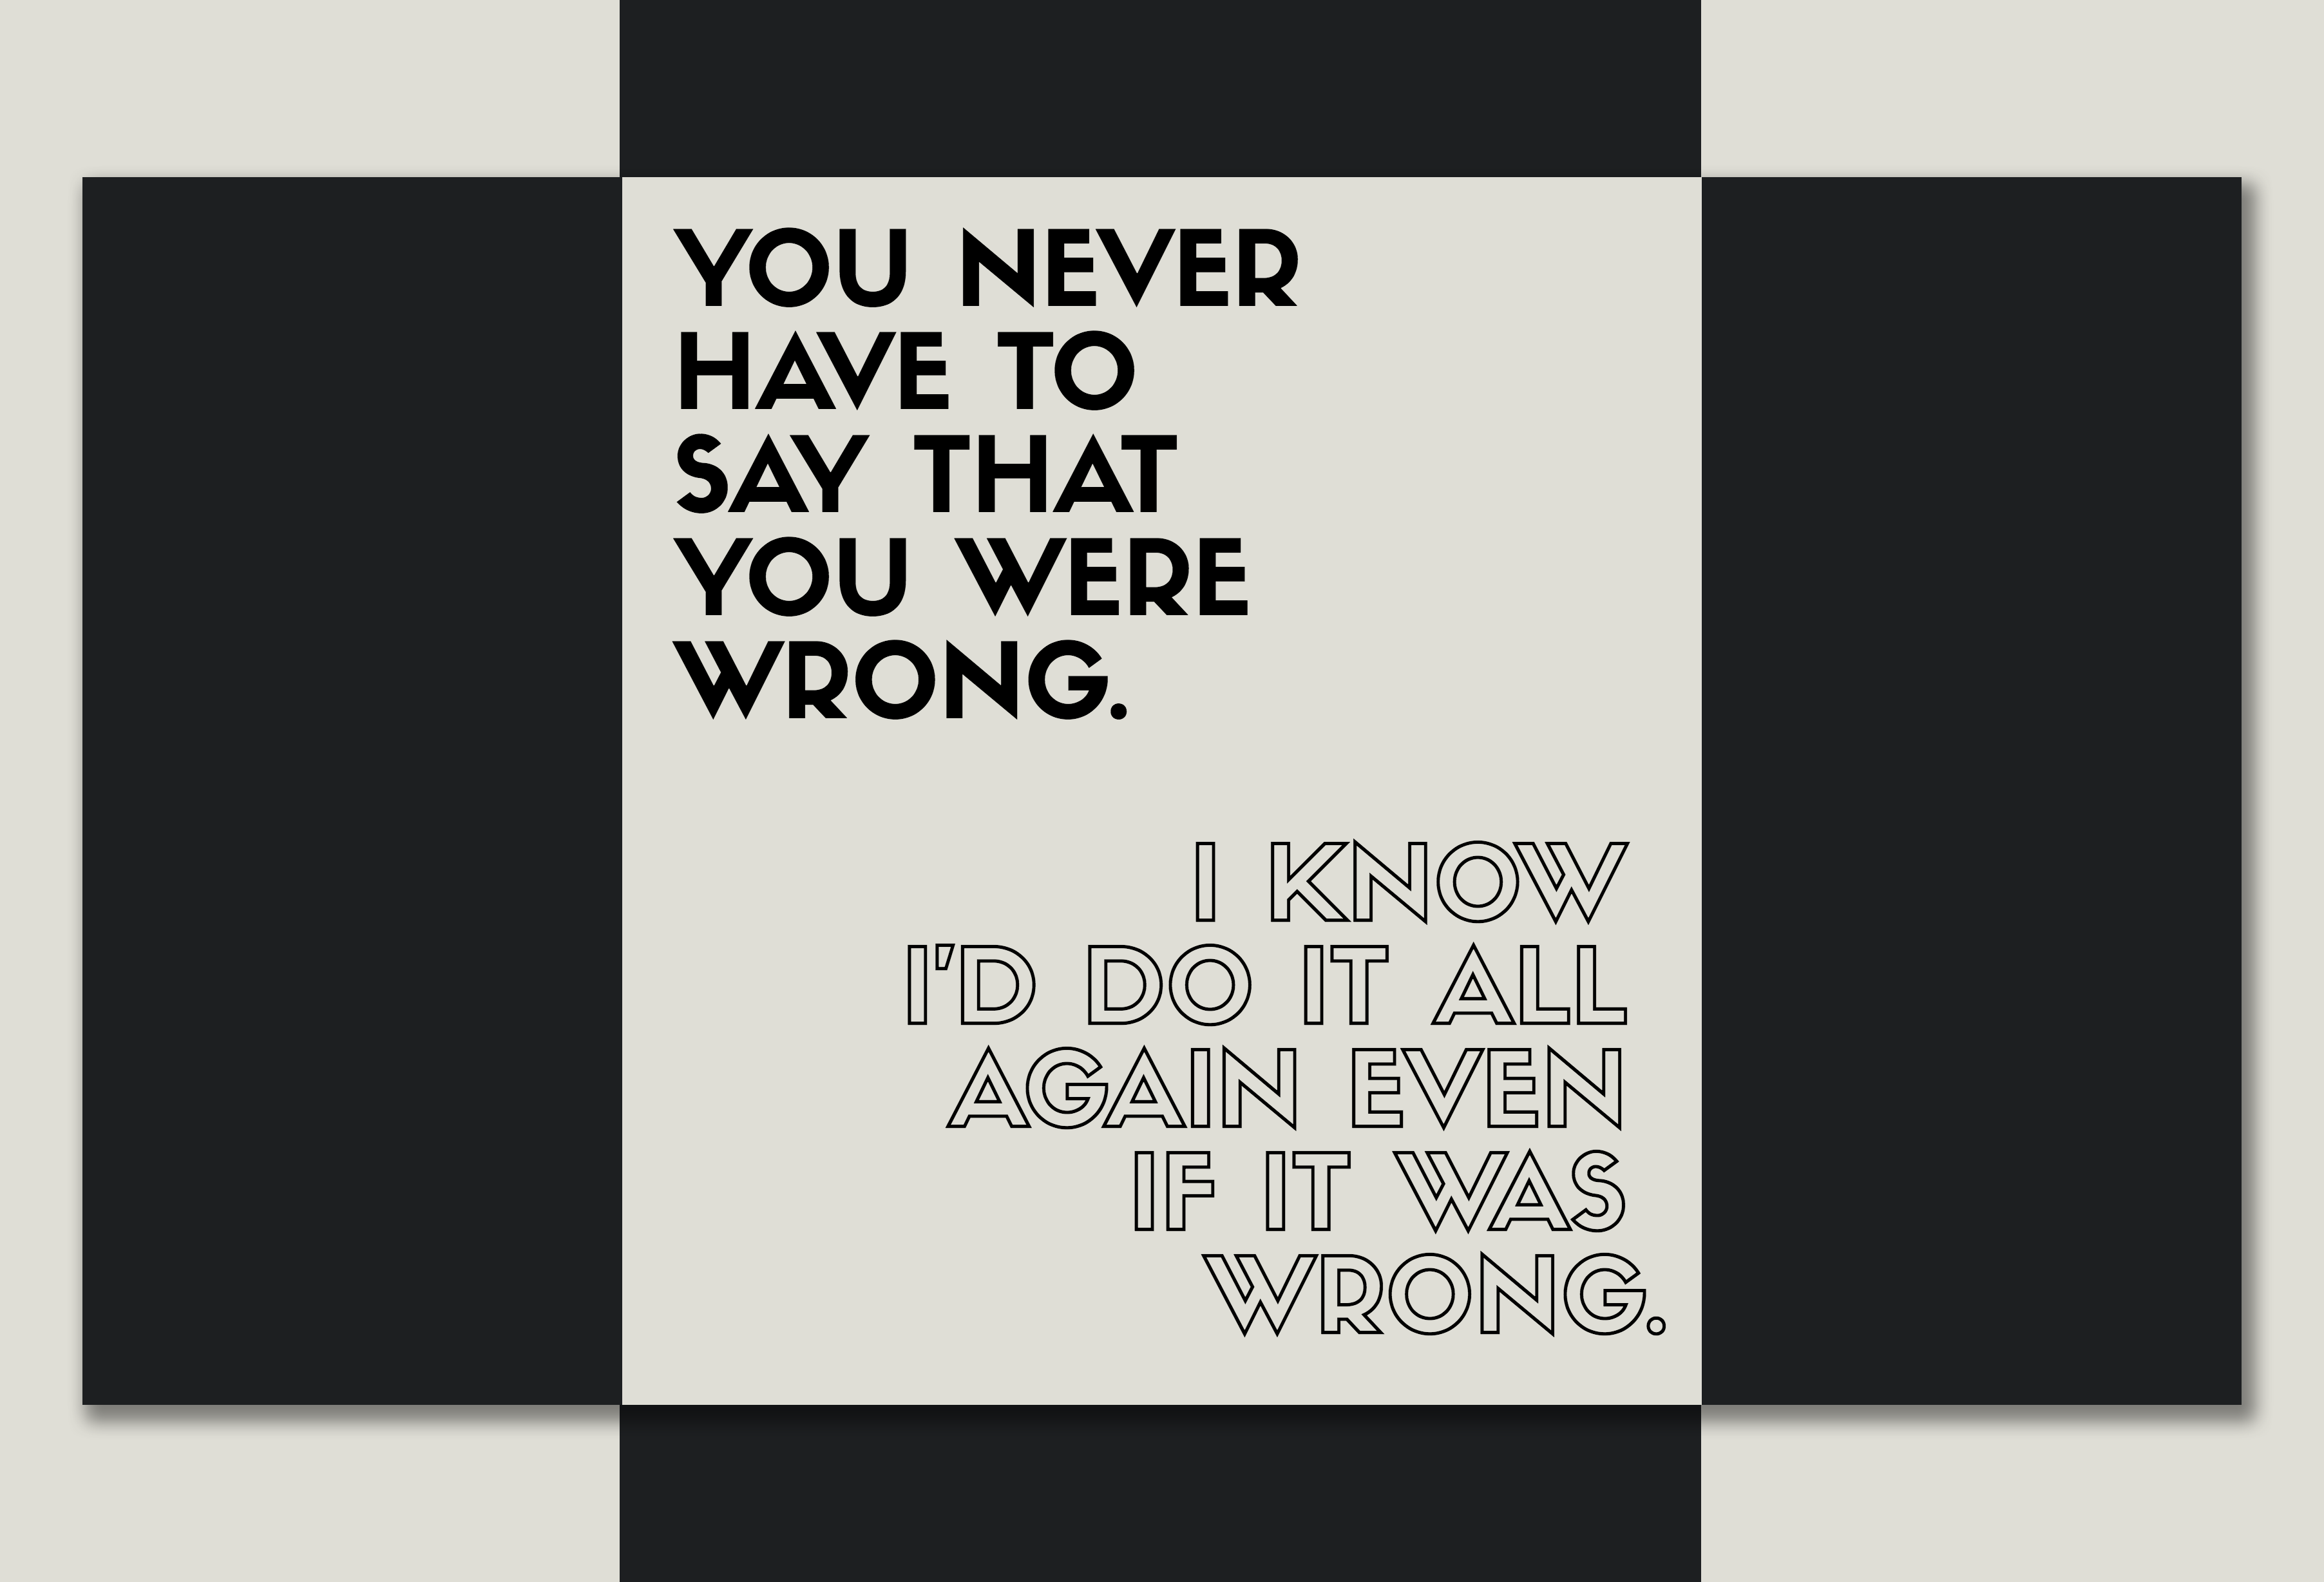 YOU NEVER
HAVE TO
SAY THAT
YOU WERE
WRONG.
I KNOW
I'D DO IT ALL
AGAIN EVEN
IF IT WAS
WRONG.